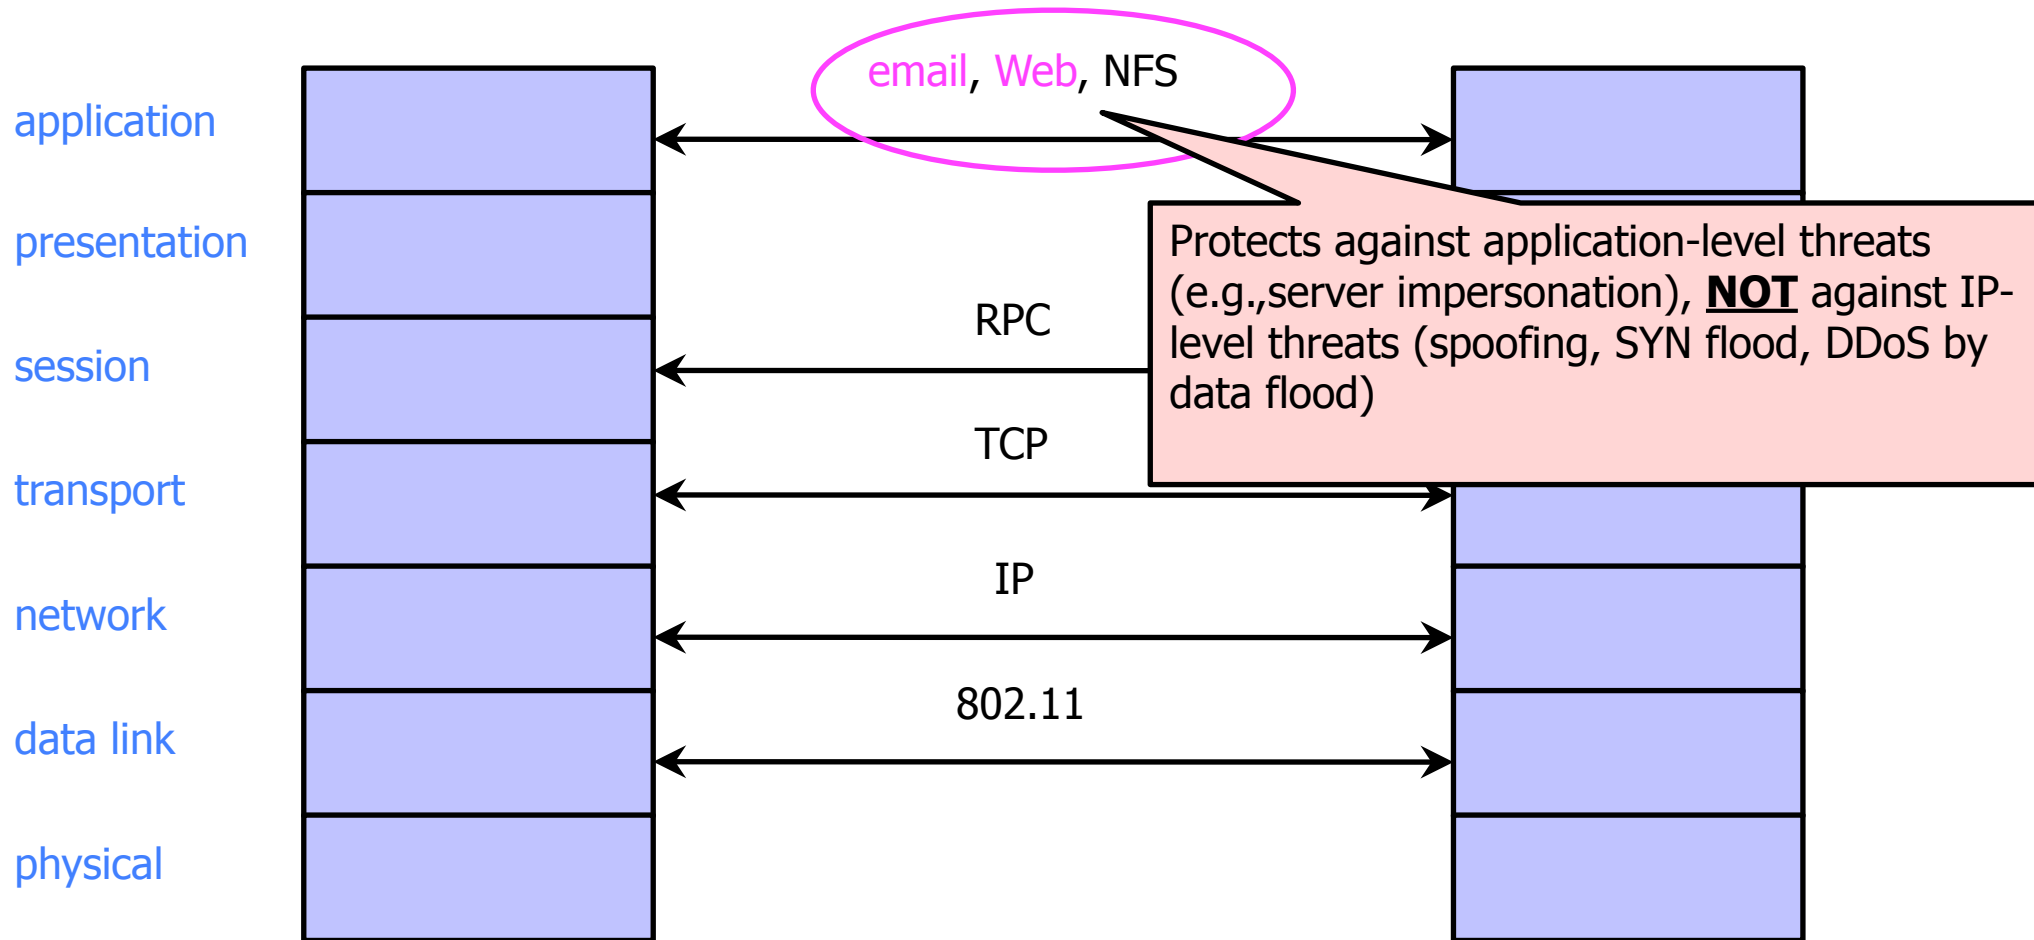 email, Web, NFS
application
presentation
Protects against application-level threats
(e.g.,server impersonation), NOT against IP-
level threats (spoofing, SYN flood, DDoS by
data flood)
RPC
session
TCP
transport
IP
network
802.11
data link
physical